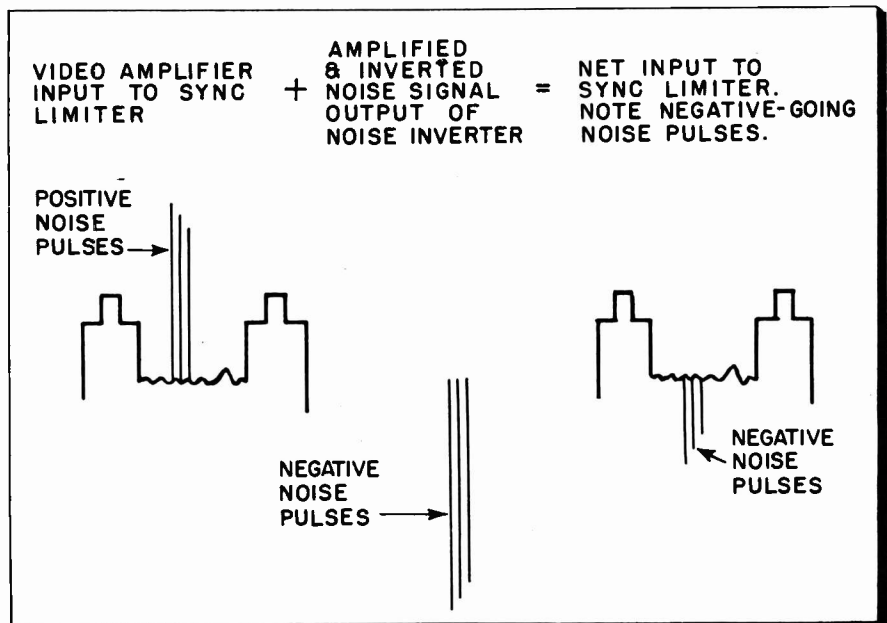 VIDEO AMPLIFIER
INPUT TO SYNC
LIMITER
+
AMPLIFIED
& INVERTED
NOISE SIGNAL
OUTPUT OF
NOISE INVERTER
=
NET INPUT TO
SYNC LIMITER.
NOTE NEGATIVE-GOING
NOISE PULSES.
POSITIVE
NOISE
PULSES
NEGATIVE
NOISE
PULSES
NEGATIVE
NOISE
PULSES